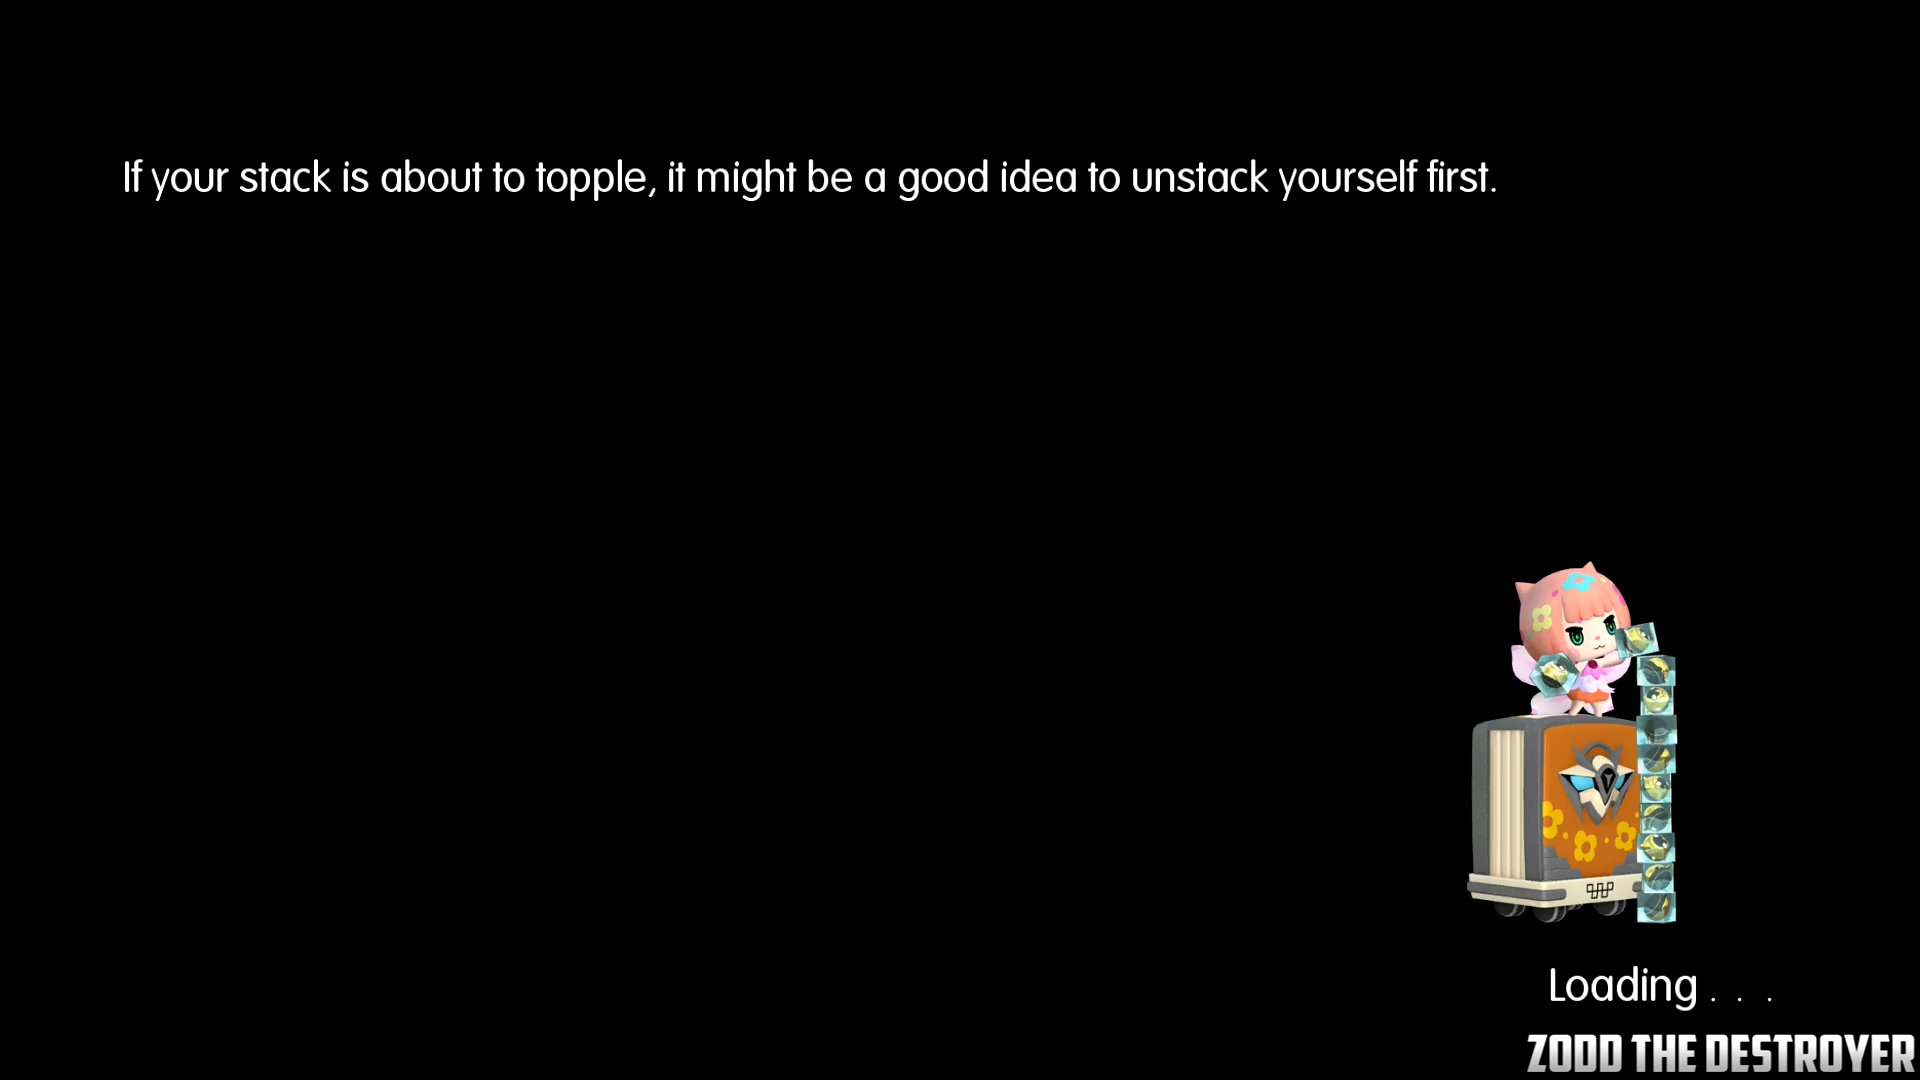 If your stack is about to topple, it might be a good idea to unstack yourself first.
Loading . . .
ZODD THE DESTROYER